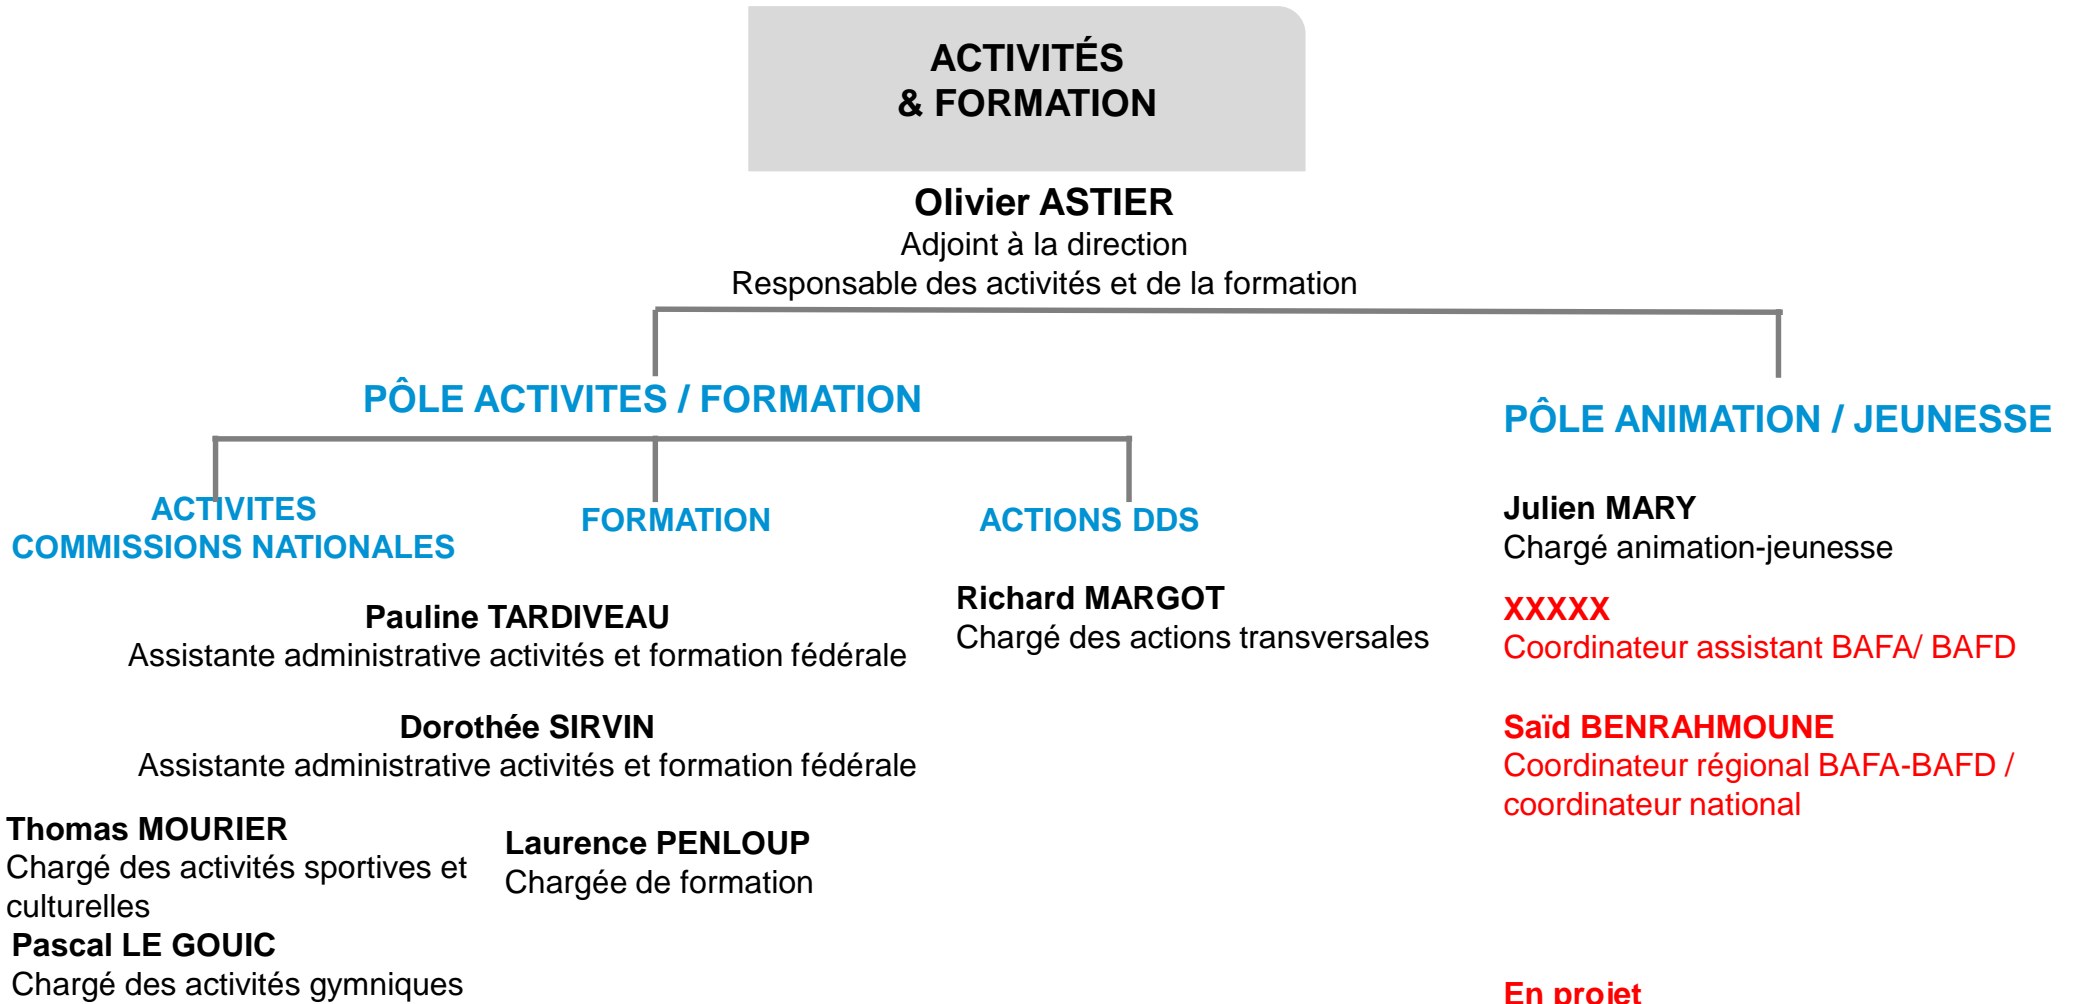 ACTIVITÉS
& FORMATION
Olivier ASTIER
Adjoint à la direction
Responsable des activités et de la formation
PÔLE ACTIVITES / FORMATION
ACTIVITES
COMMISSIONS NATIONALES
FORMATION
ACTIONS DDS
Pauline TARDIVEAU
Assistante administrative activités et formation fédérale
Dorothée SIRVIN
Assistante administrative activités et formation fédérale
Thomas MOURIER
Chargé des activités sportives et
culturelles
Pascal LE GOUIC
Chargé des activités gymniques
Laurence PENLOUP
Chargée de formation
Richard MARGOT
Chargé des actions transversales
PÔLE ANIMATION / JEUNESSE
Julien MARY
Chargé animation-jeunesse
XXXXX
Coordinateur assistant BAFA/ BAFD
Saïd BENRAHMOUNE
Coordinateur régional BAFA-BAFD /
coordinateur national
En projet